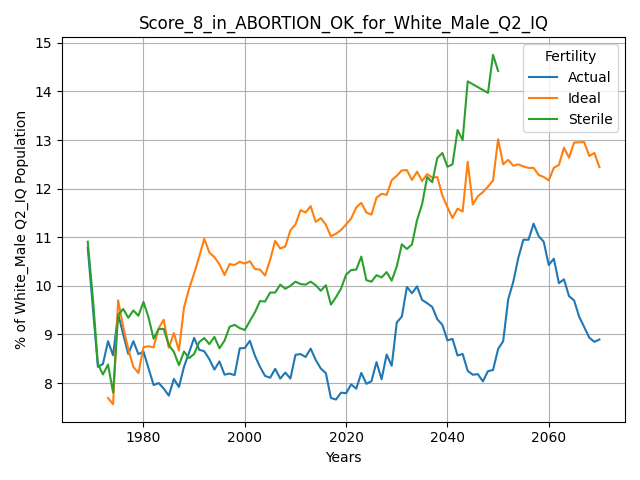 Score_8_in_ABORTION_OK_for_White_Male_Q2_IQ
% of White_Male Q2_IQ Population
15
14
13
12
11
10
9
8
Fertility
Actual
Ideal
Sterile
1980
2000
2020
2040
2060
Years